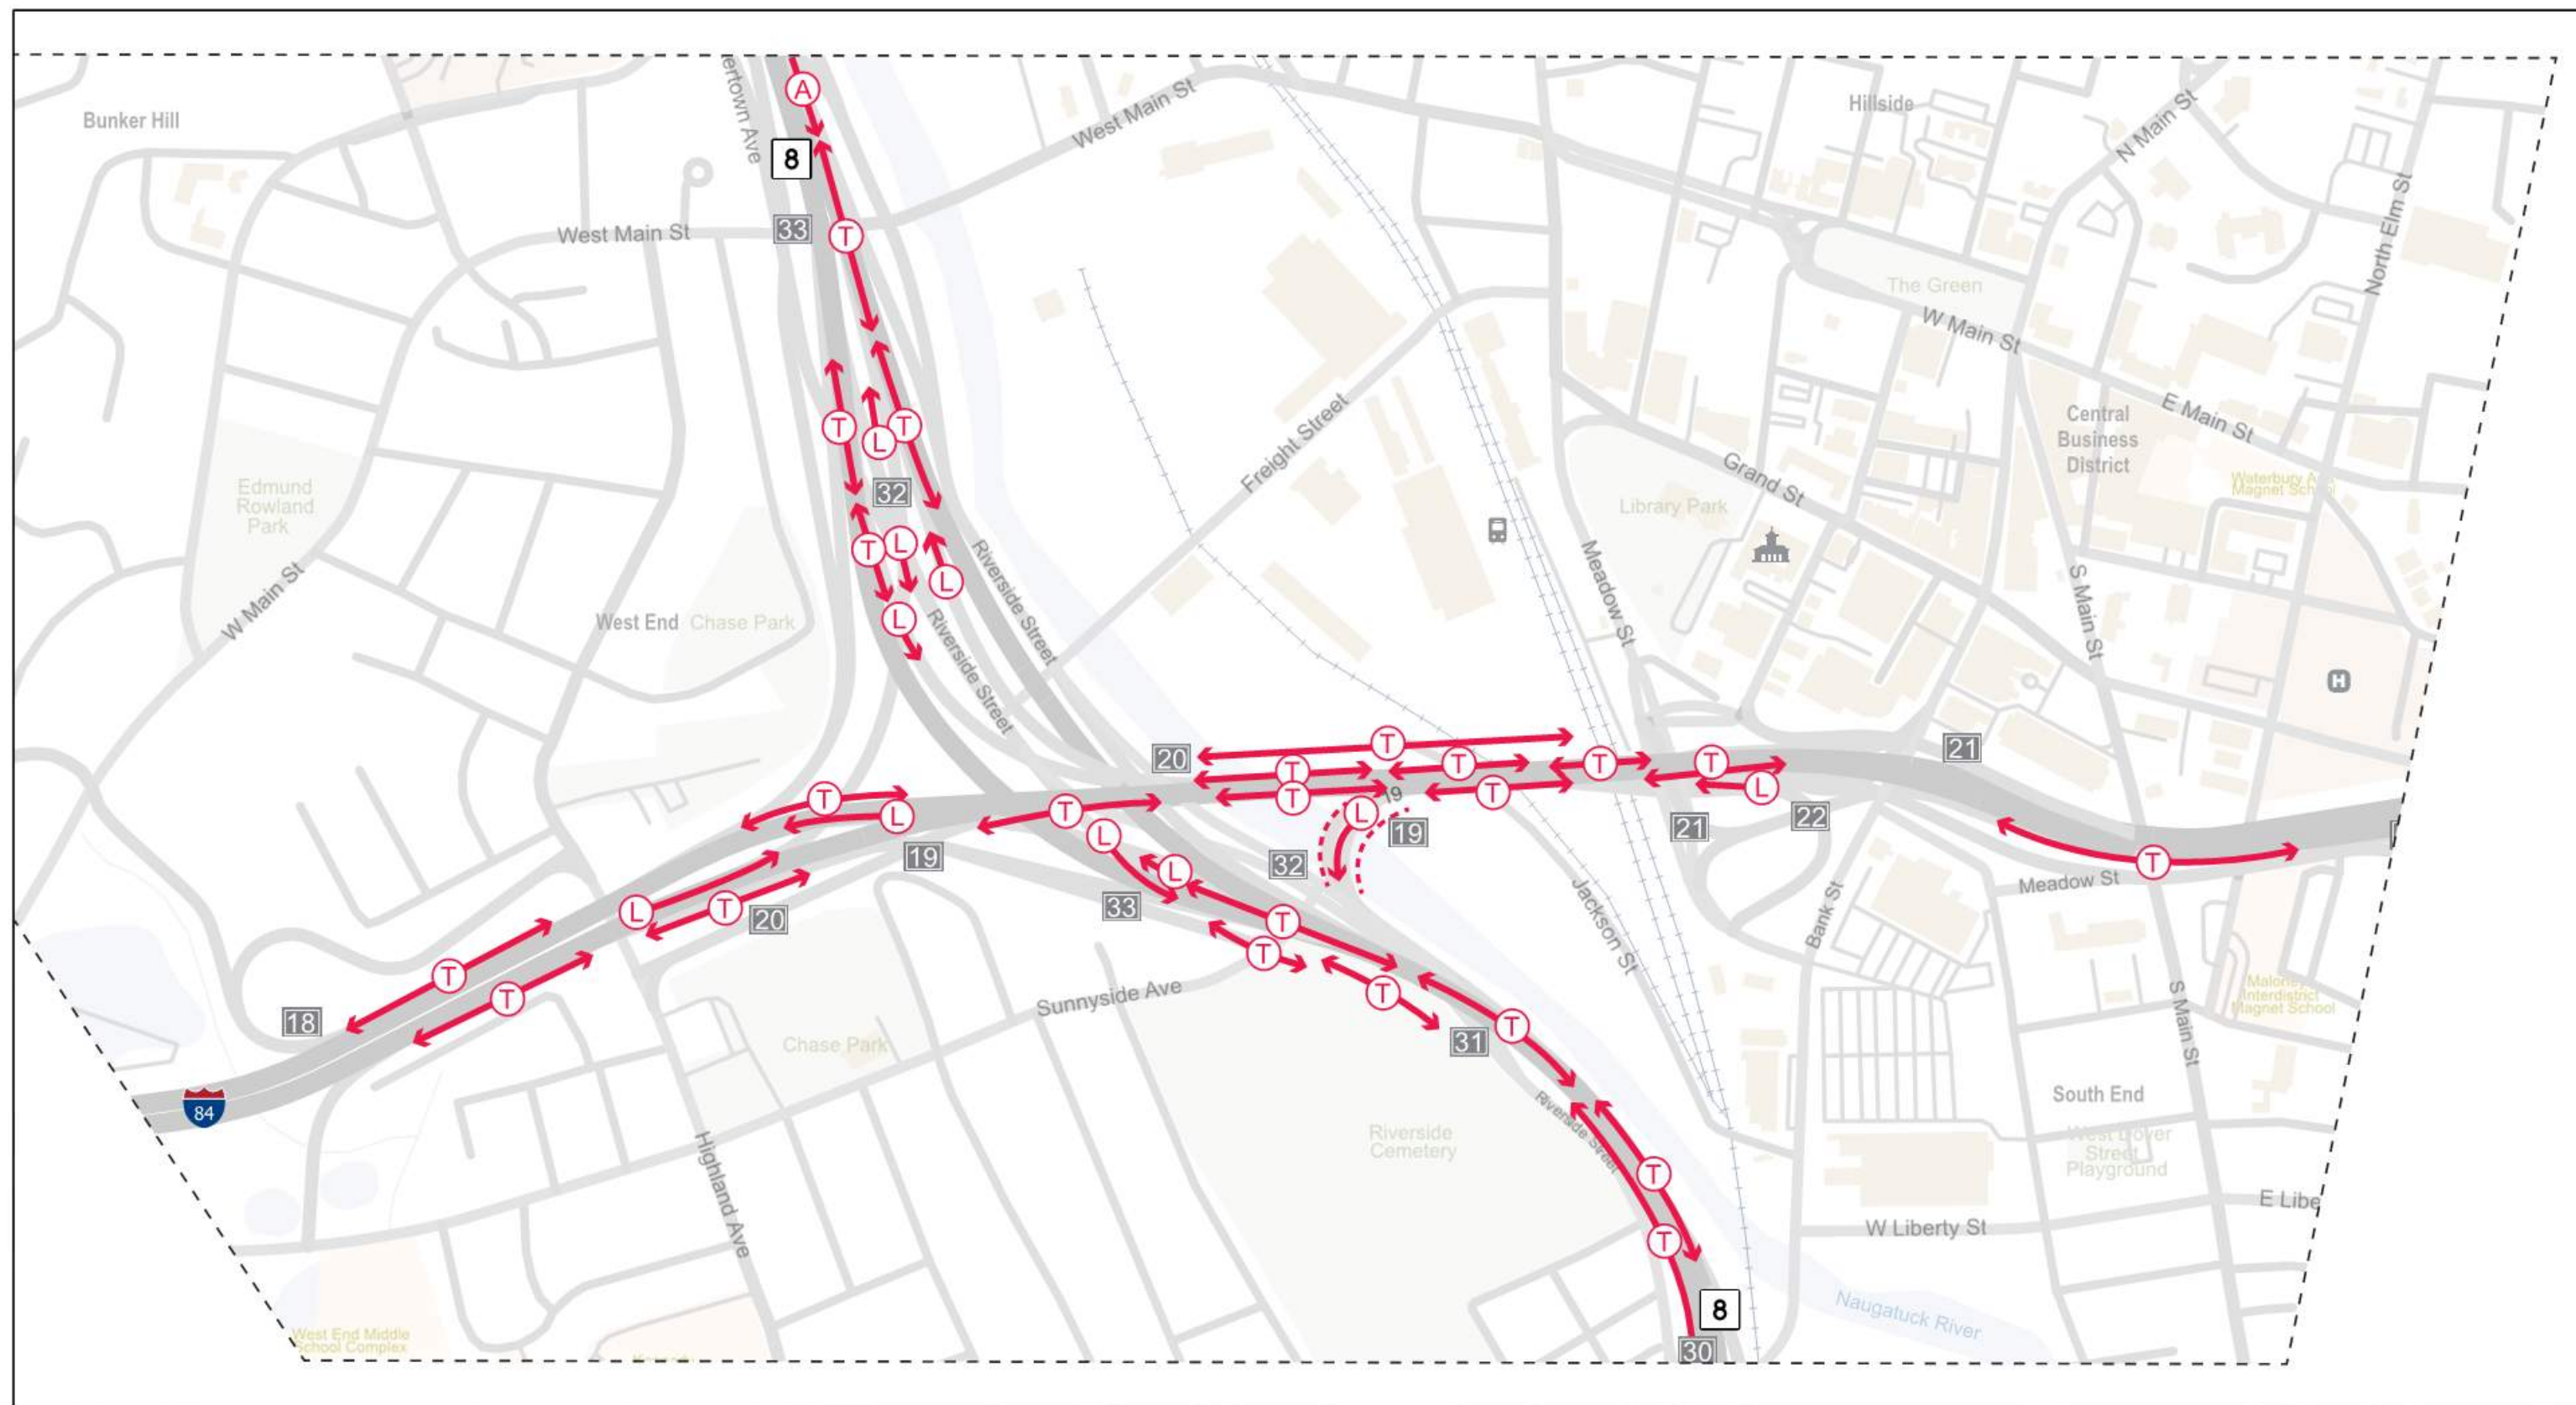 A
8
33
West Main St
T
Bunker Hill
West Main St
Hillside
N Main St
North Elm St
The Green
W Main St
E Main St
Central
Business
District
Grand St
Library Park
Freight Street
Meadow St
S Main St
H
Edmund
Rowland
Park
W Main St
West End
Chase Park
T
L
T
32
T
L
L
L
Riverside Street
Riverside Street
20
T
T
T
T
T
T
T
L
21
21
22
19
L
19
32
T
L
19
T
L
L
33
L
T
20
T
T
18
84
T
T
T
31
T
T
T
8
30
Sunnyside Ave
Chase Park
Highland Ave
Riverside
Cemetery
Riverside Street
Jackson St
Bank St
Meadow St
T
S Main St
Maloney
Interdistrict
Magnet School
South End
West Dover
Street
Playground
W Liberty St
E Libe
Naugatuck River
West End Middle
School Complex